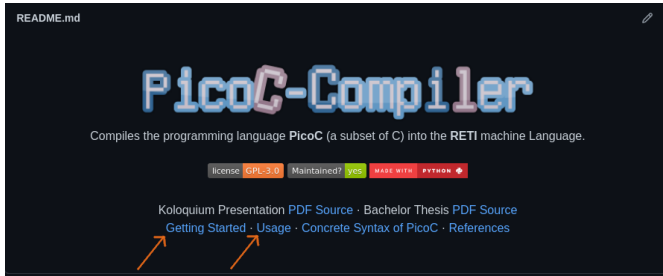 README.md
PicoC-Compiler
Compiles the programming language PicoC (a subset of C) into the RETI machine Language.
license GPL-3.0 Maintained? yes MADE WITH PYTHON
Koloquium Presentation PDF Source · Bachelor Thesis PDF Source
Getting Started · Usage · Concrete Syntax of PicoC · References